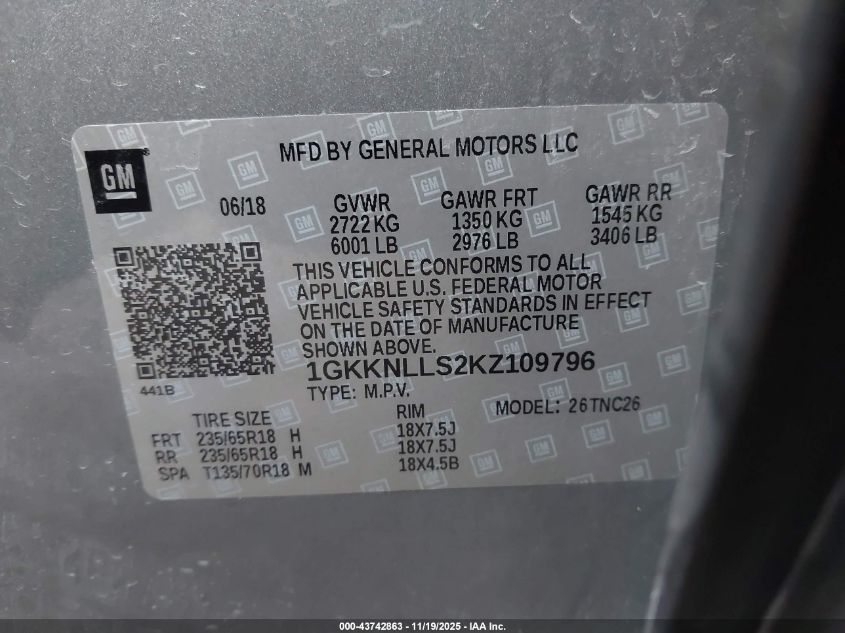 GM
MFD BY GENERAL MOTORS LLC
06/18
GVWR GAWR FRT GAWR RR
2722 KG 1350 KG 1545 KG
6001 LB 2976 LB 3406 LB
THIS VEHICLE CONFORMS TO ALL
APPLICABLE U.S. FEDERAL MOTOR
VEHICLE SAFETY STANDARDS IN EFFECT
ON THE DATE OF MANUFACTURE
SHOWN ABOVE.
441B
1GKKNLLS2KZ109796
TYPE: M.P.V. MODEL: 26TNC26
TIRE SIZE RIM
FRT 235/65R18 H 18X7.5J
RR 235/65R18 H 18X7.5J
SPA T135/70R18 M 18X4.5B
000-43742863 - 11/19/2025 - IAA Inc.